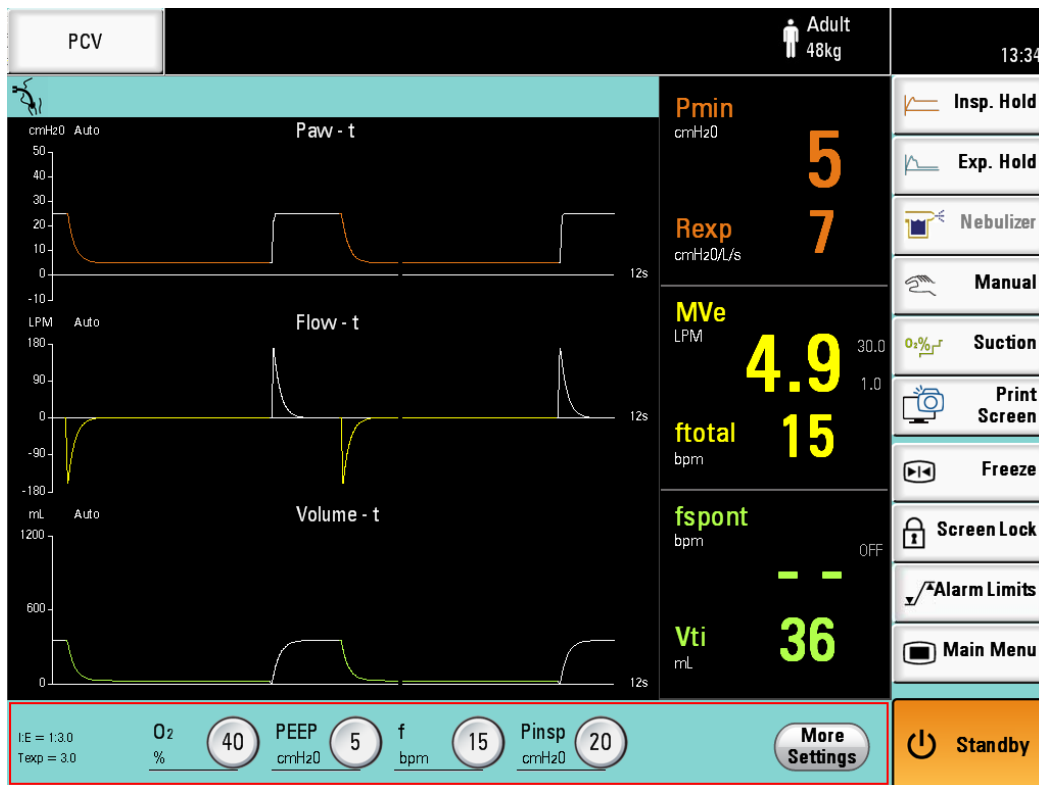 PCV
Adult
48kg
13:34
cmH2O Auto
Paw - t
50
40
30
20
10
0
-10
12s
LPM Auto
Flow - t
180
90
0
-90
-180
12s
mL Auto
Volume - t
1200
600
0
12s
Pmin
cmH2O
5
Rexp
cmH2O/L/s
7
MVe
LPM
4.9
30.0
1.0
ftotal
bpm
15
fspont
bpm
OFF
- -
Vti
mL
36
Insp. Hold
Exp. Hold
Nebulizer
Manual
O2% Suction
Print
Screen
Freeze
Screen Lock
Alarm Limits
Main Menu
I:E = 1:3.0
Texp = 3.0
O2
%
40
PEEP
cmH2O
5
f
bpm
15
Pinsp
cmH2O
20
More
Settings
Standby